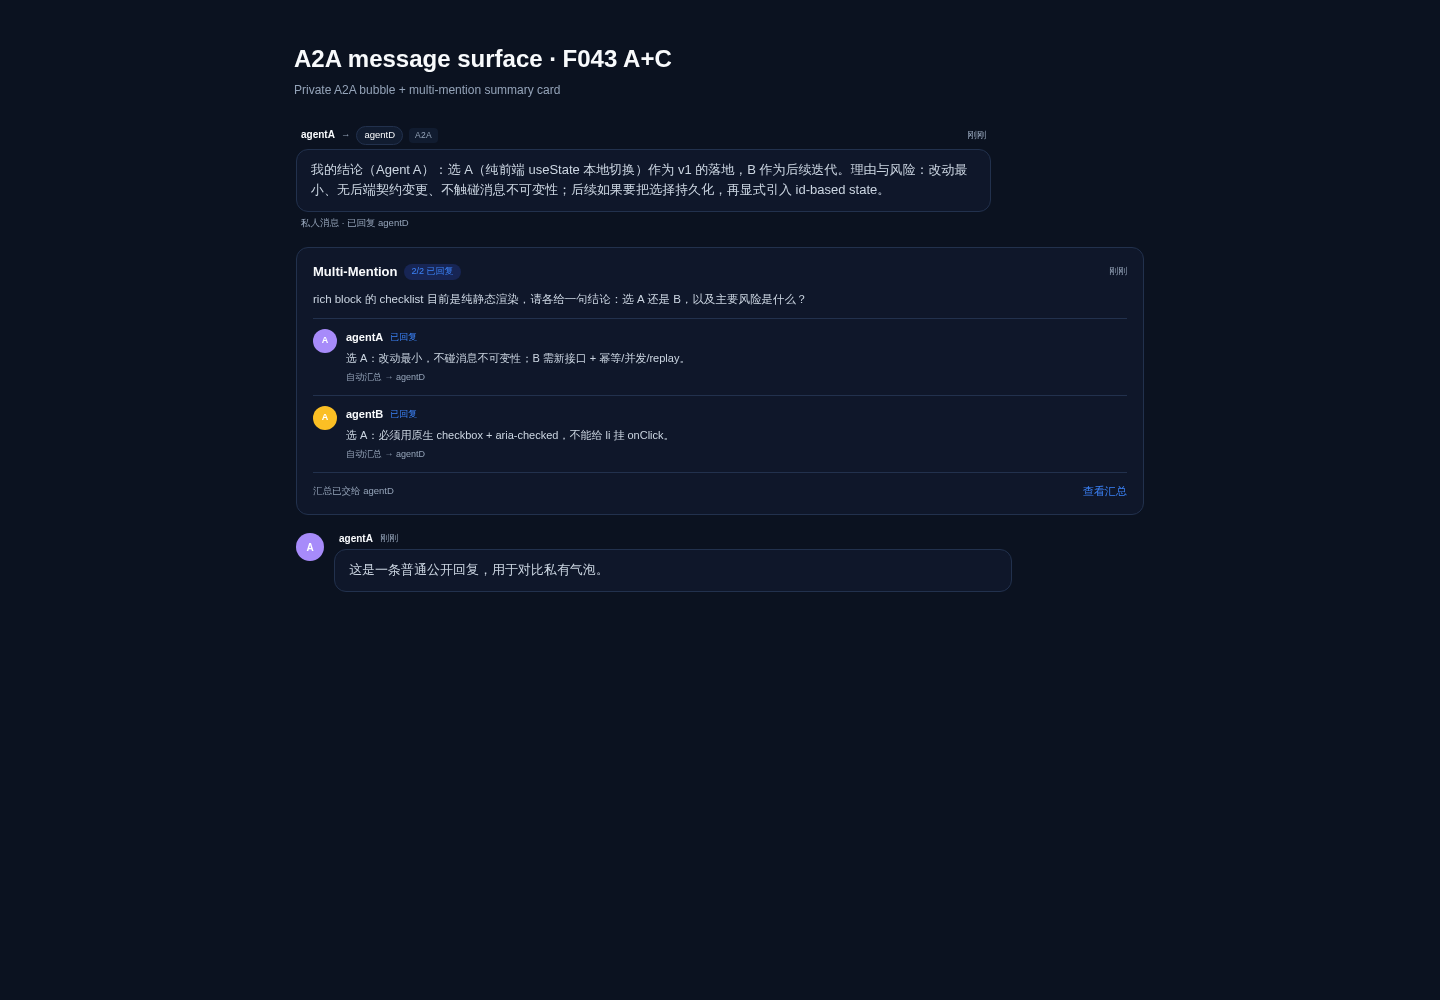 A2A message surface · F043 A+C
Private A2A bubble + multi-mention summary card
agentA → agentD A2A 刚刚
我的结论（Agent A）：选 A（纯前端 useState 本地切换）作为 v1 的落地，B 作为后续迭代。理由与风险：改动最
小、无后端契约变更、不触碰消息不可变性；后续如果要把选择持久化，再显式引入 id-based state。
私人消息 · 已回复 agentD
Multi-Mention 2/2 已回复 刚刚
rich block 的 checklist 目前是纯静态渲染，请各给一句结论：选 A 还是 B，以及主要风险是什么？
A agentA 已回复
选 A：改动最小，不碰消息不可变性；B 需新接口 + 幂等/并发/replay。
自动汇总 → agentD
A agentB 已回复
选 A：必须用原生 checkbox + aria-checked，不能给 li 挂 onClick。
自动汇总 → agentD
汇总已交给 agentD 查看汇总
A agentA 刚刚
这是一条普通公开回复，用于对比私有气泡。